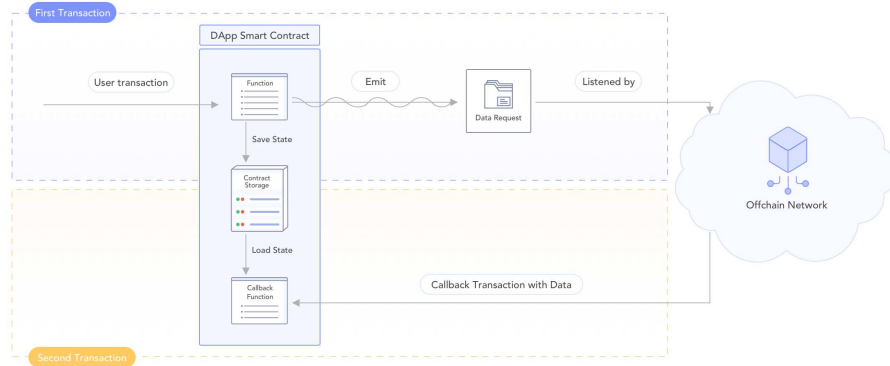 First Transaction
DApp Smart Contract
User transaction
Function
Emit
Data Request
Listened by
Save State
Contract
Storage
Offchain Network
Load State
Callback
Function
Callback Transaction with Data
Second Transaction